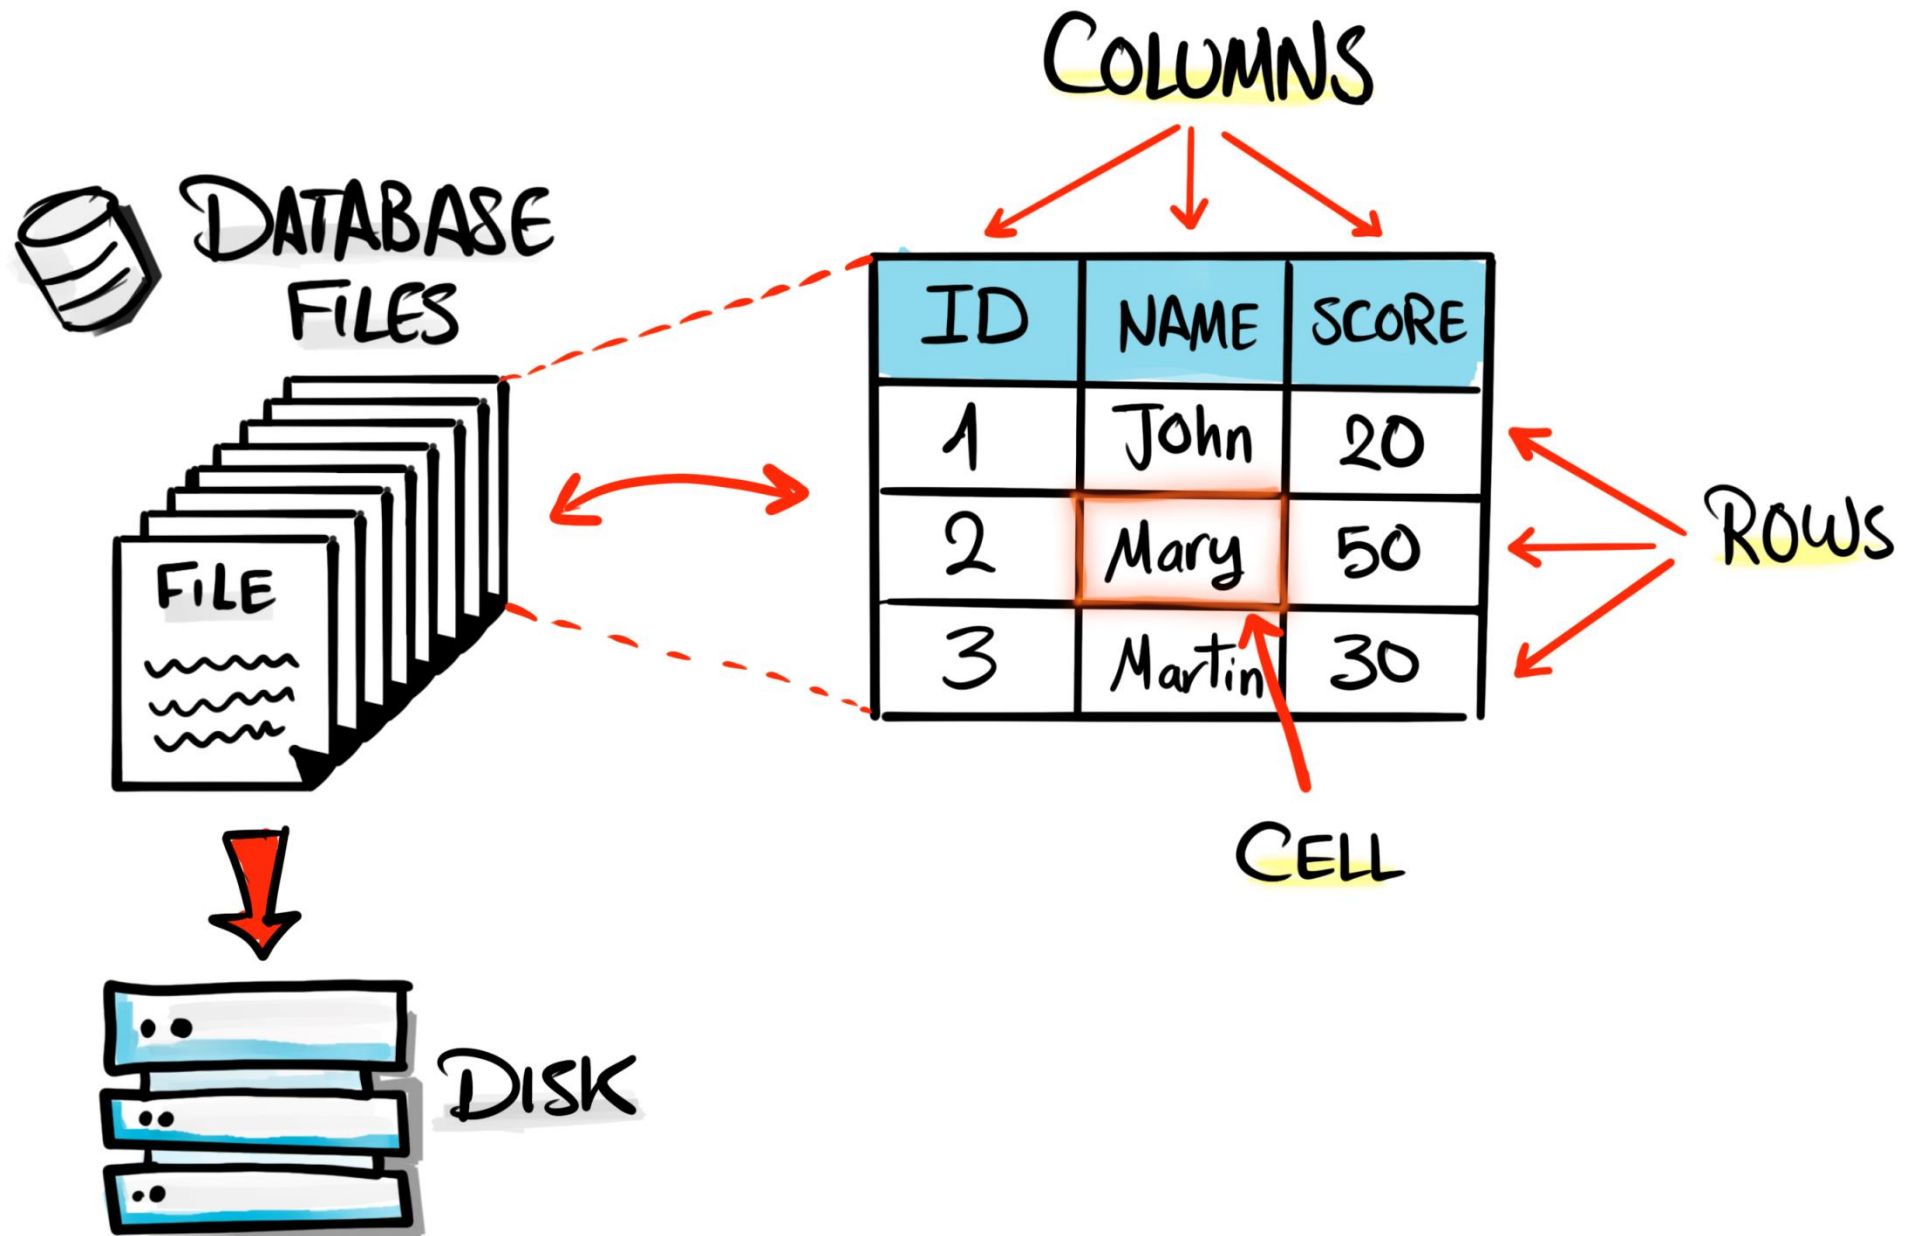 COLUMNS
DATABASE
FILES
FILE
ID NAME SCORE
1 John 20
2 Mary 50
3 Martin 30
ROWS
CELL
DISK